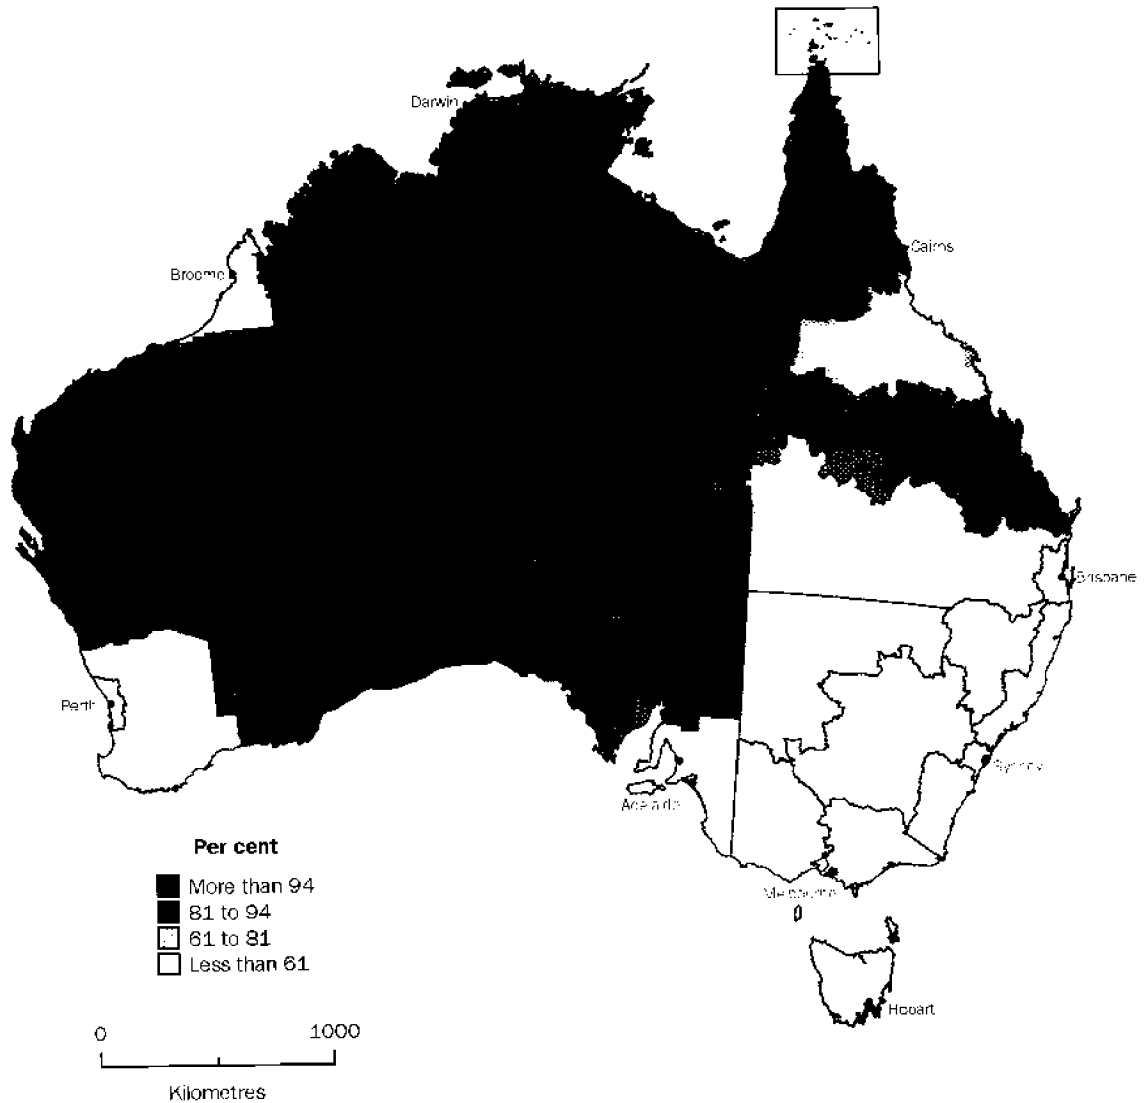 Darwin
Cairns
Broome
Brisbane
Perth
Sydney
Adelaide
Melbourne
Hobart
Per cent
More than 94
81 to 94
61 to 81
Less than 61
0 1000
Kilometres